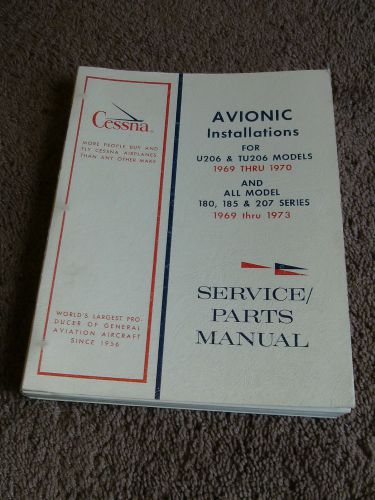 Cessna
MORE PEOPLE BUY AND
FLY CESSNA AIRPLANES
THAN ANY OTHER MAKE
WORLD'S LARGEST PRO-
DUCER OF GENERAL
AVIATION AIRCRAFT
SINCE 1956
AVIONIC
Installations
FOR
U206 & TU206 MODELS
1969 THRU 1970
AND
ALL MODEL
180, 185 & 207 SERIES
1969 thru 1973
SERVICE/
PARTS
MANUAL